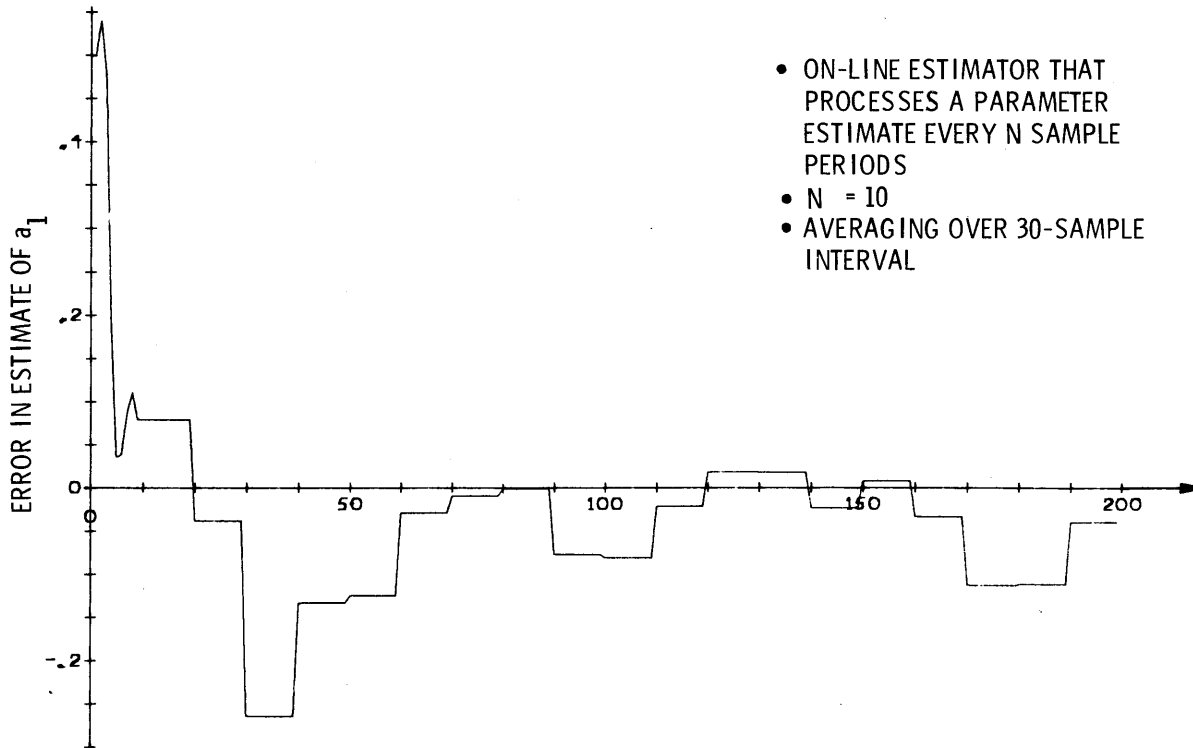 • ON-LINE ESTIMATOR THAT
PROCESSES A PARAMETER
ESTIMATE EVERY N SAMPLE
PERIODS
• N = 10
• AVERAGING OVER 30-SAMPLE
INTERVAL
ERROR IN ESTIMATE OF a1
.4
.2
0
-.2
0
50
100
150
200